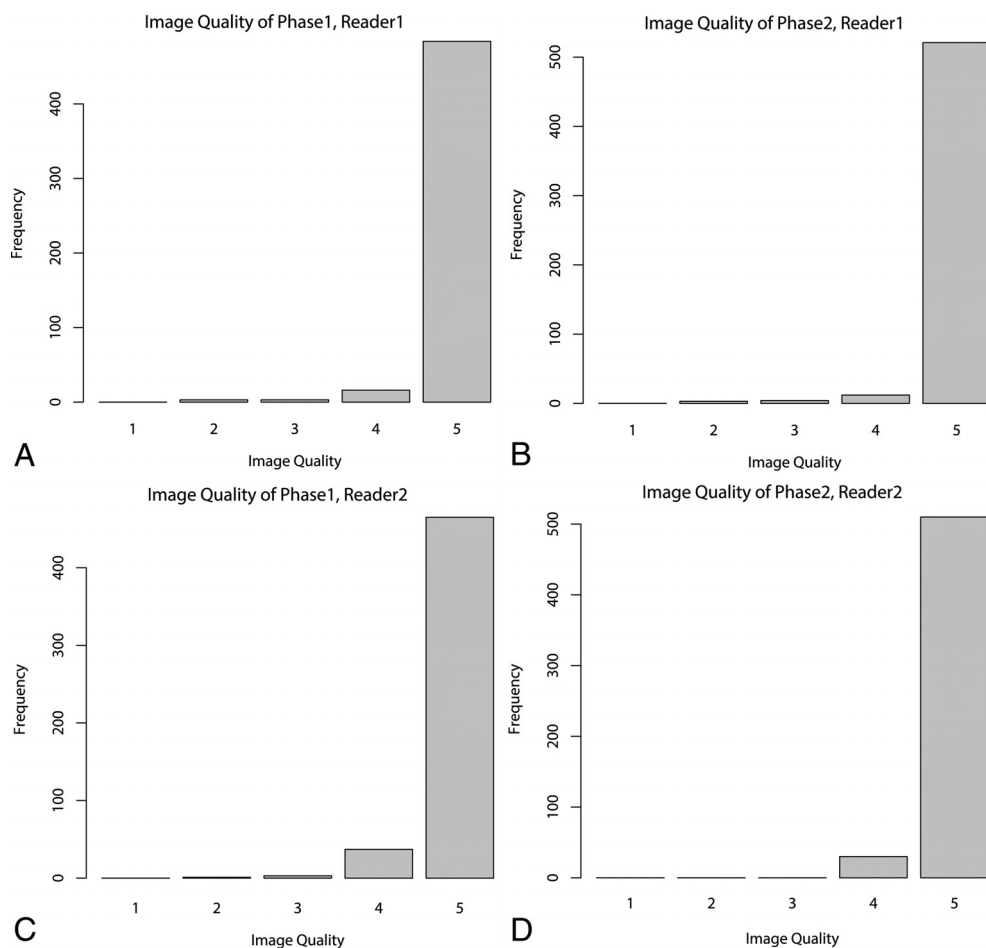 Image Quality of Phase1, Reader1
Frequency
400
300
200
100
0
1 2 3 4 5
Image Quality
A
Image Quality of Phase2, Reader1
Frequency
500
400
300
200
100
0
1 2 3 4 5
Image Quality
B
Image Quality of Phase1, Reader2
Frequency
400
300
200
100
0
1 2 3 4 5
Image Quality
C
Image Quality of Phase2, Reader2
Frequency
500
400
300
200
100
0
1 2 3 4 5
Image Quality
D